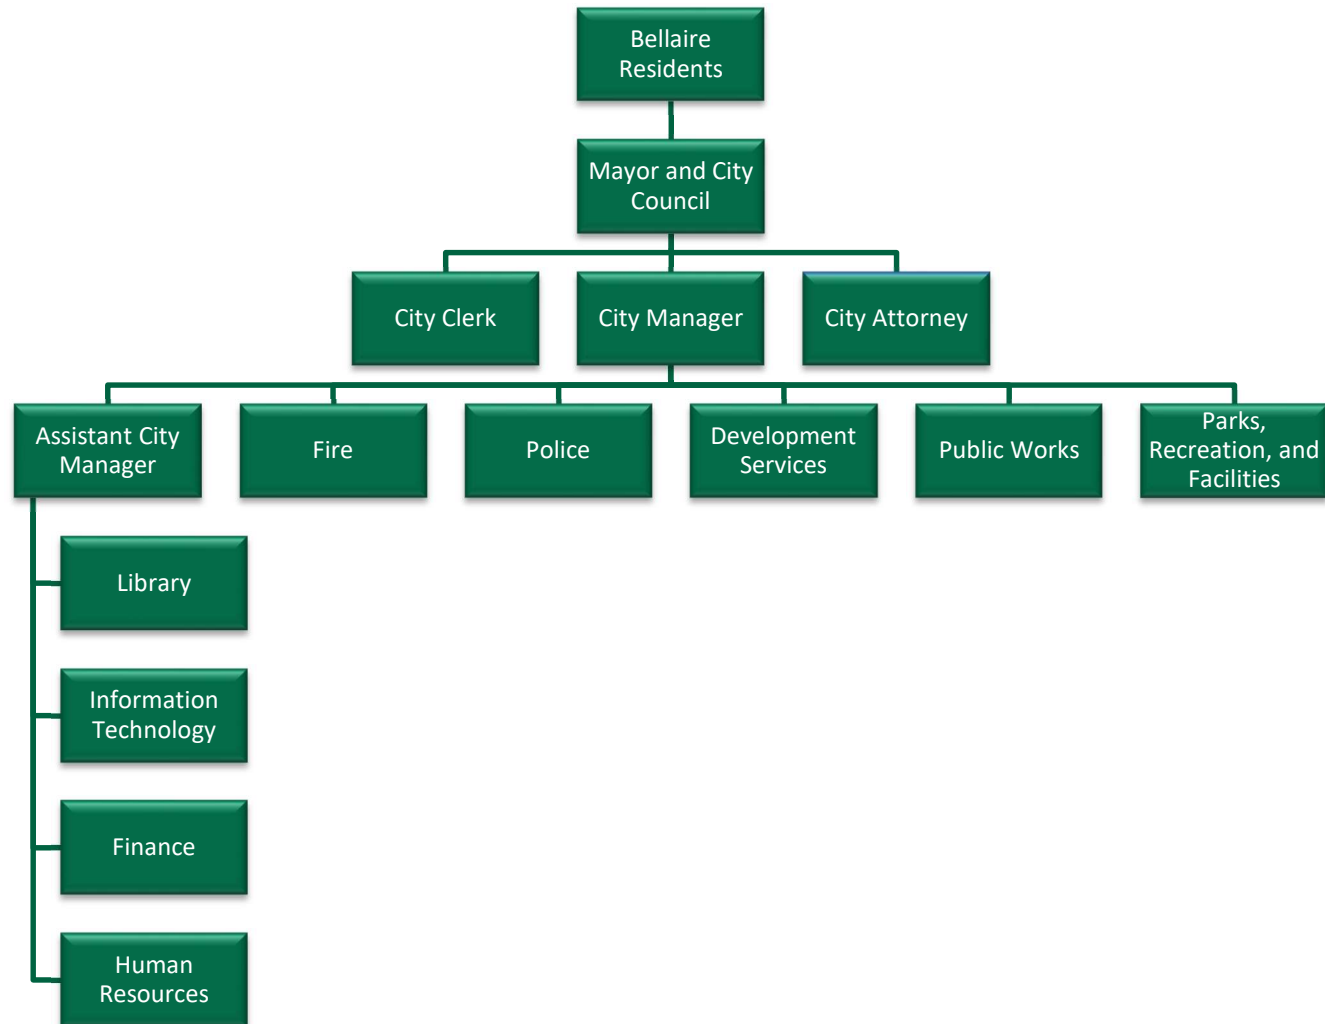 Bellaire
Residents
Mayor and City
Council
City Clerk
City Manager
City Attorney
Assistant City
Manager
Fire
Police
Development
Services
Public Works
Parks,
Recreation, and
Facilities
Library
Information
Technology
Finance
Human
Resources